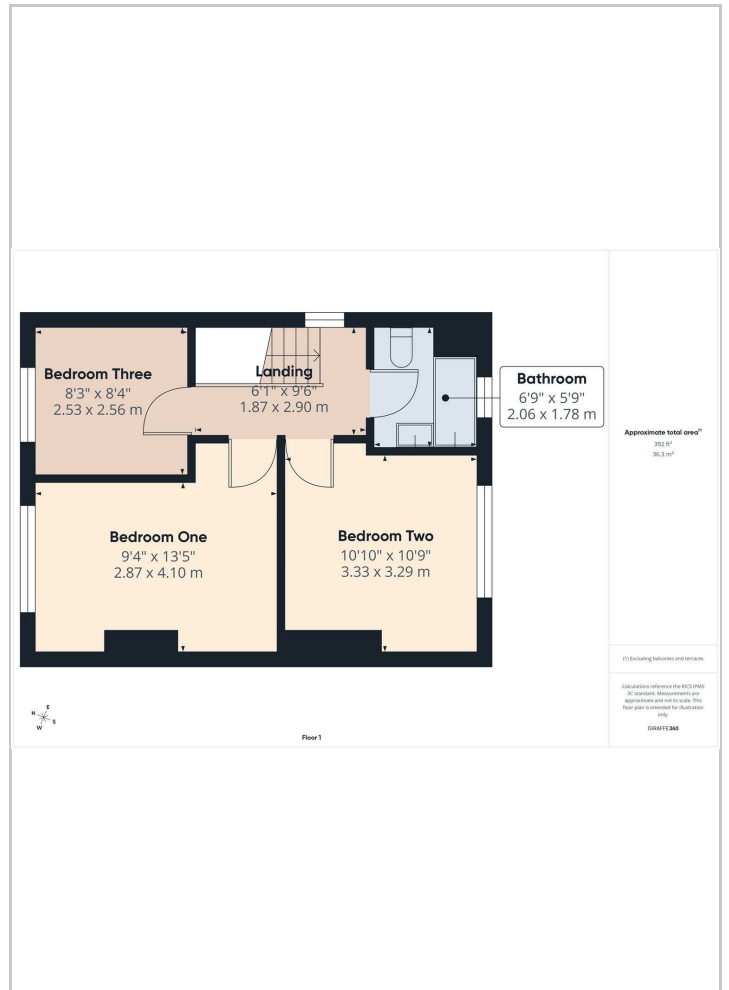 Bedroom Three
8'3" x 8'4"
2.53 x 2.56 m
Landing
6'1" x 9'6"
1.87 x 2.90 m
Bathroom
6'9" x 5'9"
2.06 x 1.78 m
Bedroom One
9'4" x 13'5"
2.87 x 4.10 m
Bedroom Two
10'10" x 10'9"
3.33 x 3.29 m
N
E
S
W
Floor 1
Approximate total area⁽¹⁾
392 ft²
36.3 m²
(1) Excluding balconies and terraces
Calculations reference the RICS IPMS
3C standard. Measurements are
approximate and not to scale. This
floor plan is intended for illustration
only.
GIRAFFE360